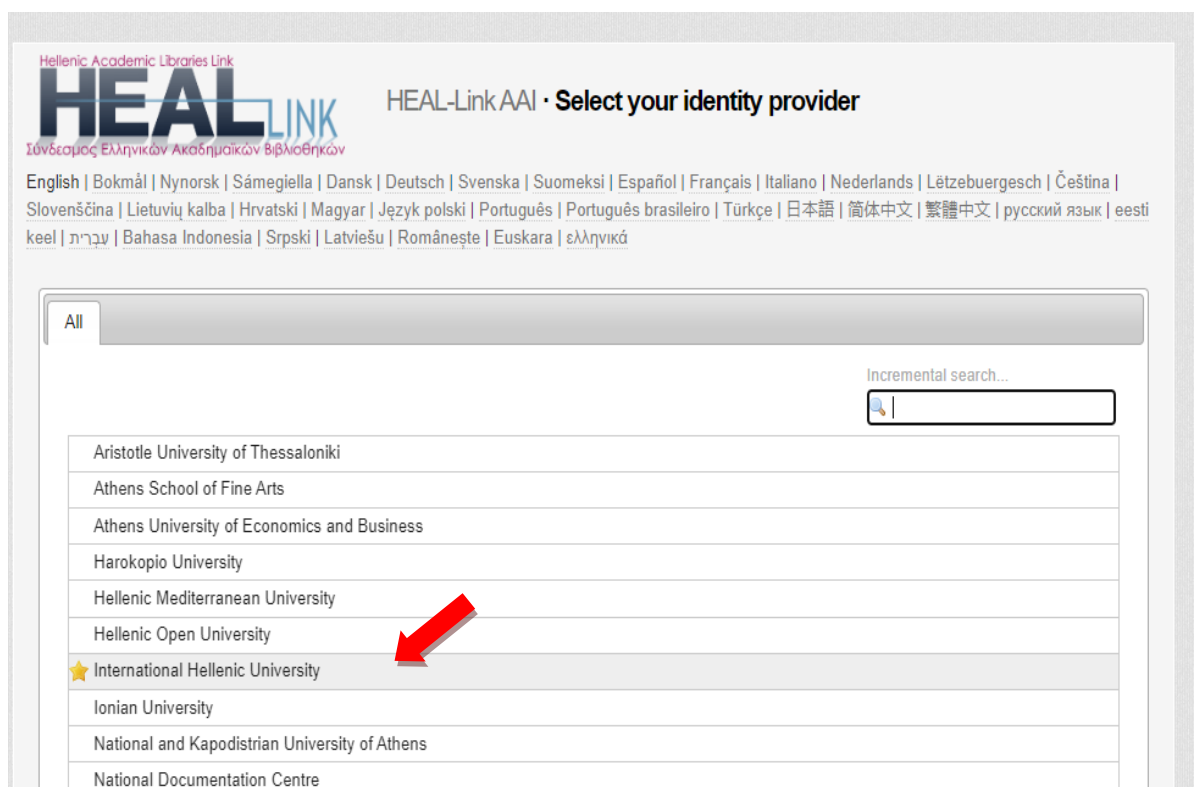 Hellenic Academic Libraries Link
HEAL LINK
Σύνδεσμος Ελληνικών Ακαδημαϊκών Βιβλιοθηκών
HEAL-Link AAI · Select your identity provider
English | Bokmål | Nynorsk | Sámegiella | Dansk | Deutsch | Svenska | Suomeksi | Español | Français | Italiano | Nederlands | Lëtzebuergesch | Čeština |
Slovenščina | Lietuvių kalba | Hrvatski | Magyar | Język polski | Português | Português brasileiro | Türkçe | 日本語 | 简体中文 | 繁體中文 | русский язык | eesti
keel | עִבְרִית | Bahasa Indonesia | Srpski | Latviešu | Românește | Euskara | ελληνικά
All
Incremental search...
Aristotle University of Thessaloniki
Athens School of Fine Arts
Athens University of Economics and Business
Harokopio University
Hellenic Mediterranean University
Hellenic Open University
International Hellenic University
Ionian University
National and Kapodistrian University of Athens
National Documentation Centre